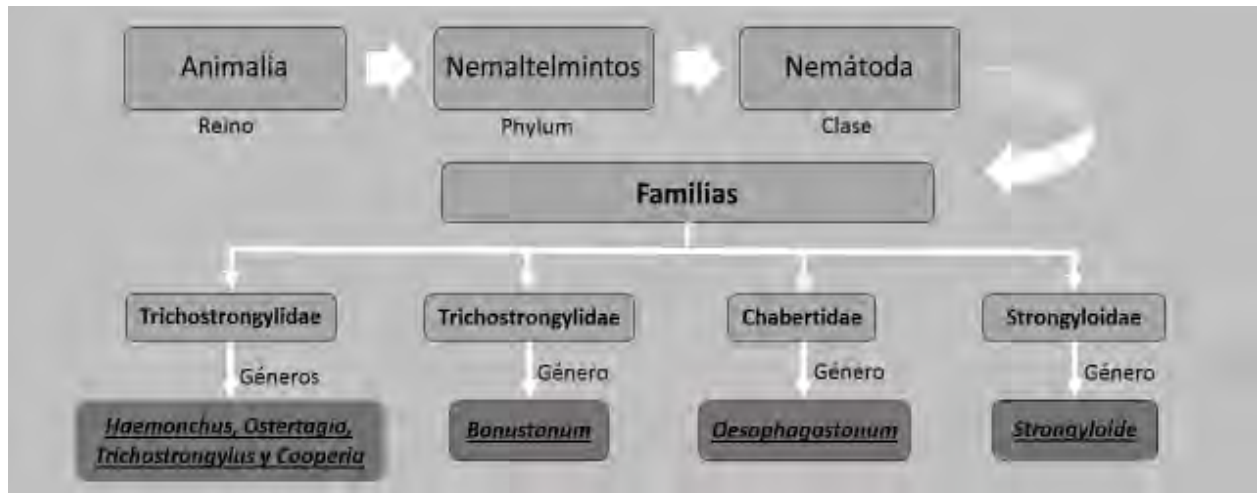 Animalia
Nemaltelmintos
Nemátoda
Reino
Phylum
Clase
Familias
Trichostrongylidae
Trichostrongylidae
Chabertidae
Strongyloidae
Géneros
Género
Género
Género
Haemonchus, Ostertagia,
Trichostrongylus y Cooperia
Bonustonum
Oesophagostonum
Strongyloide